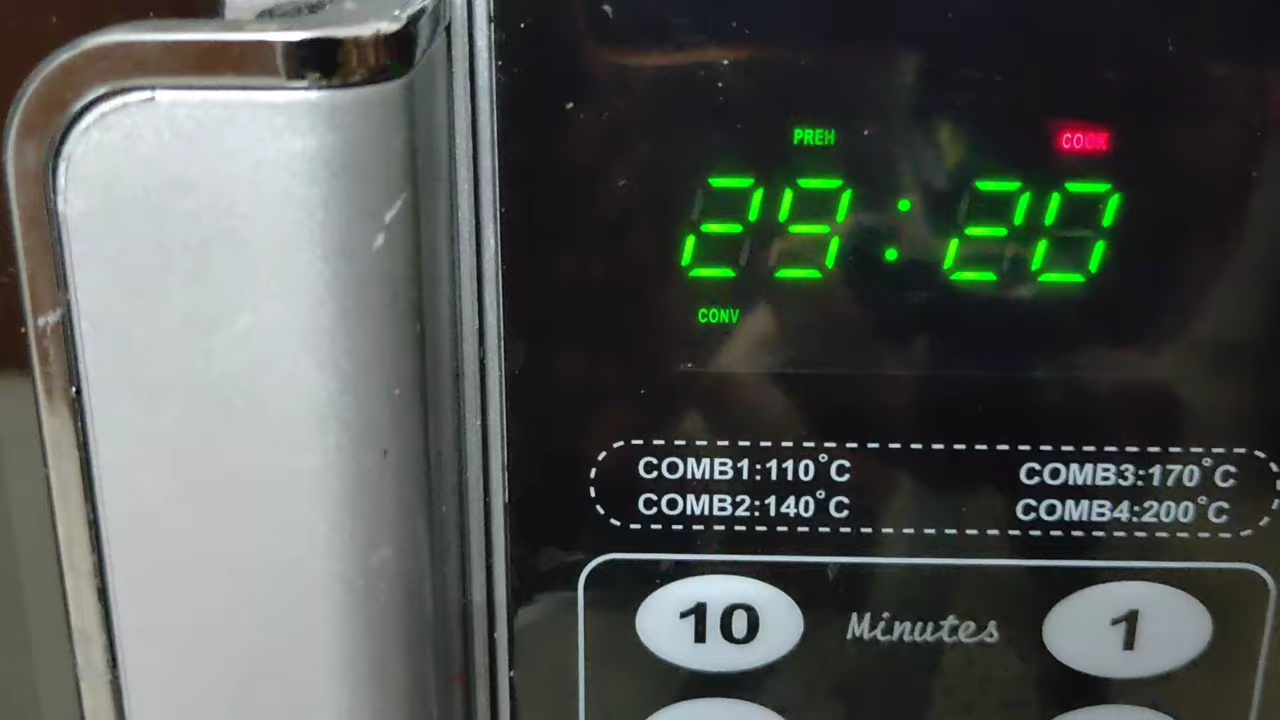 PREH COOK
29:20
CONV
COMB1:110°C COMB3:170°C
COMB2:140°C COMB4:200°C
10 Minutes 1